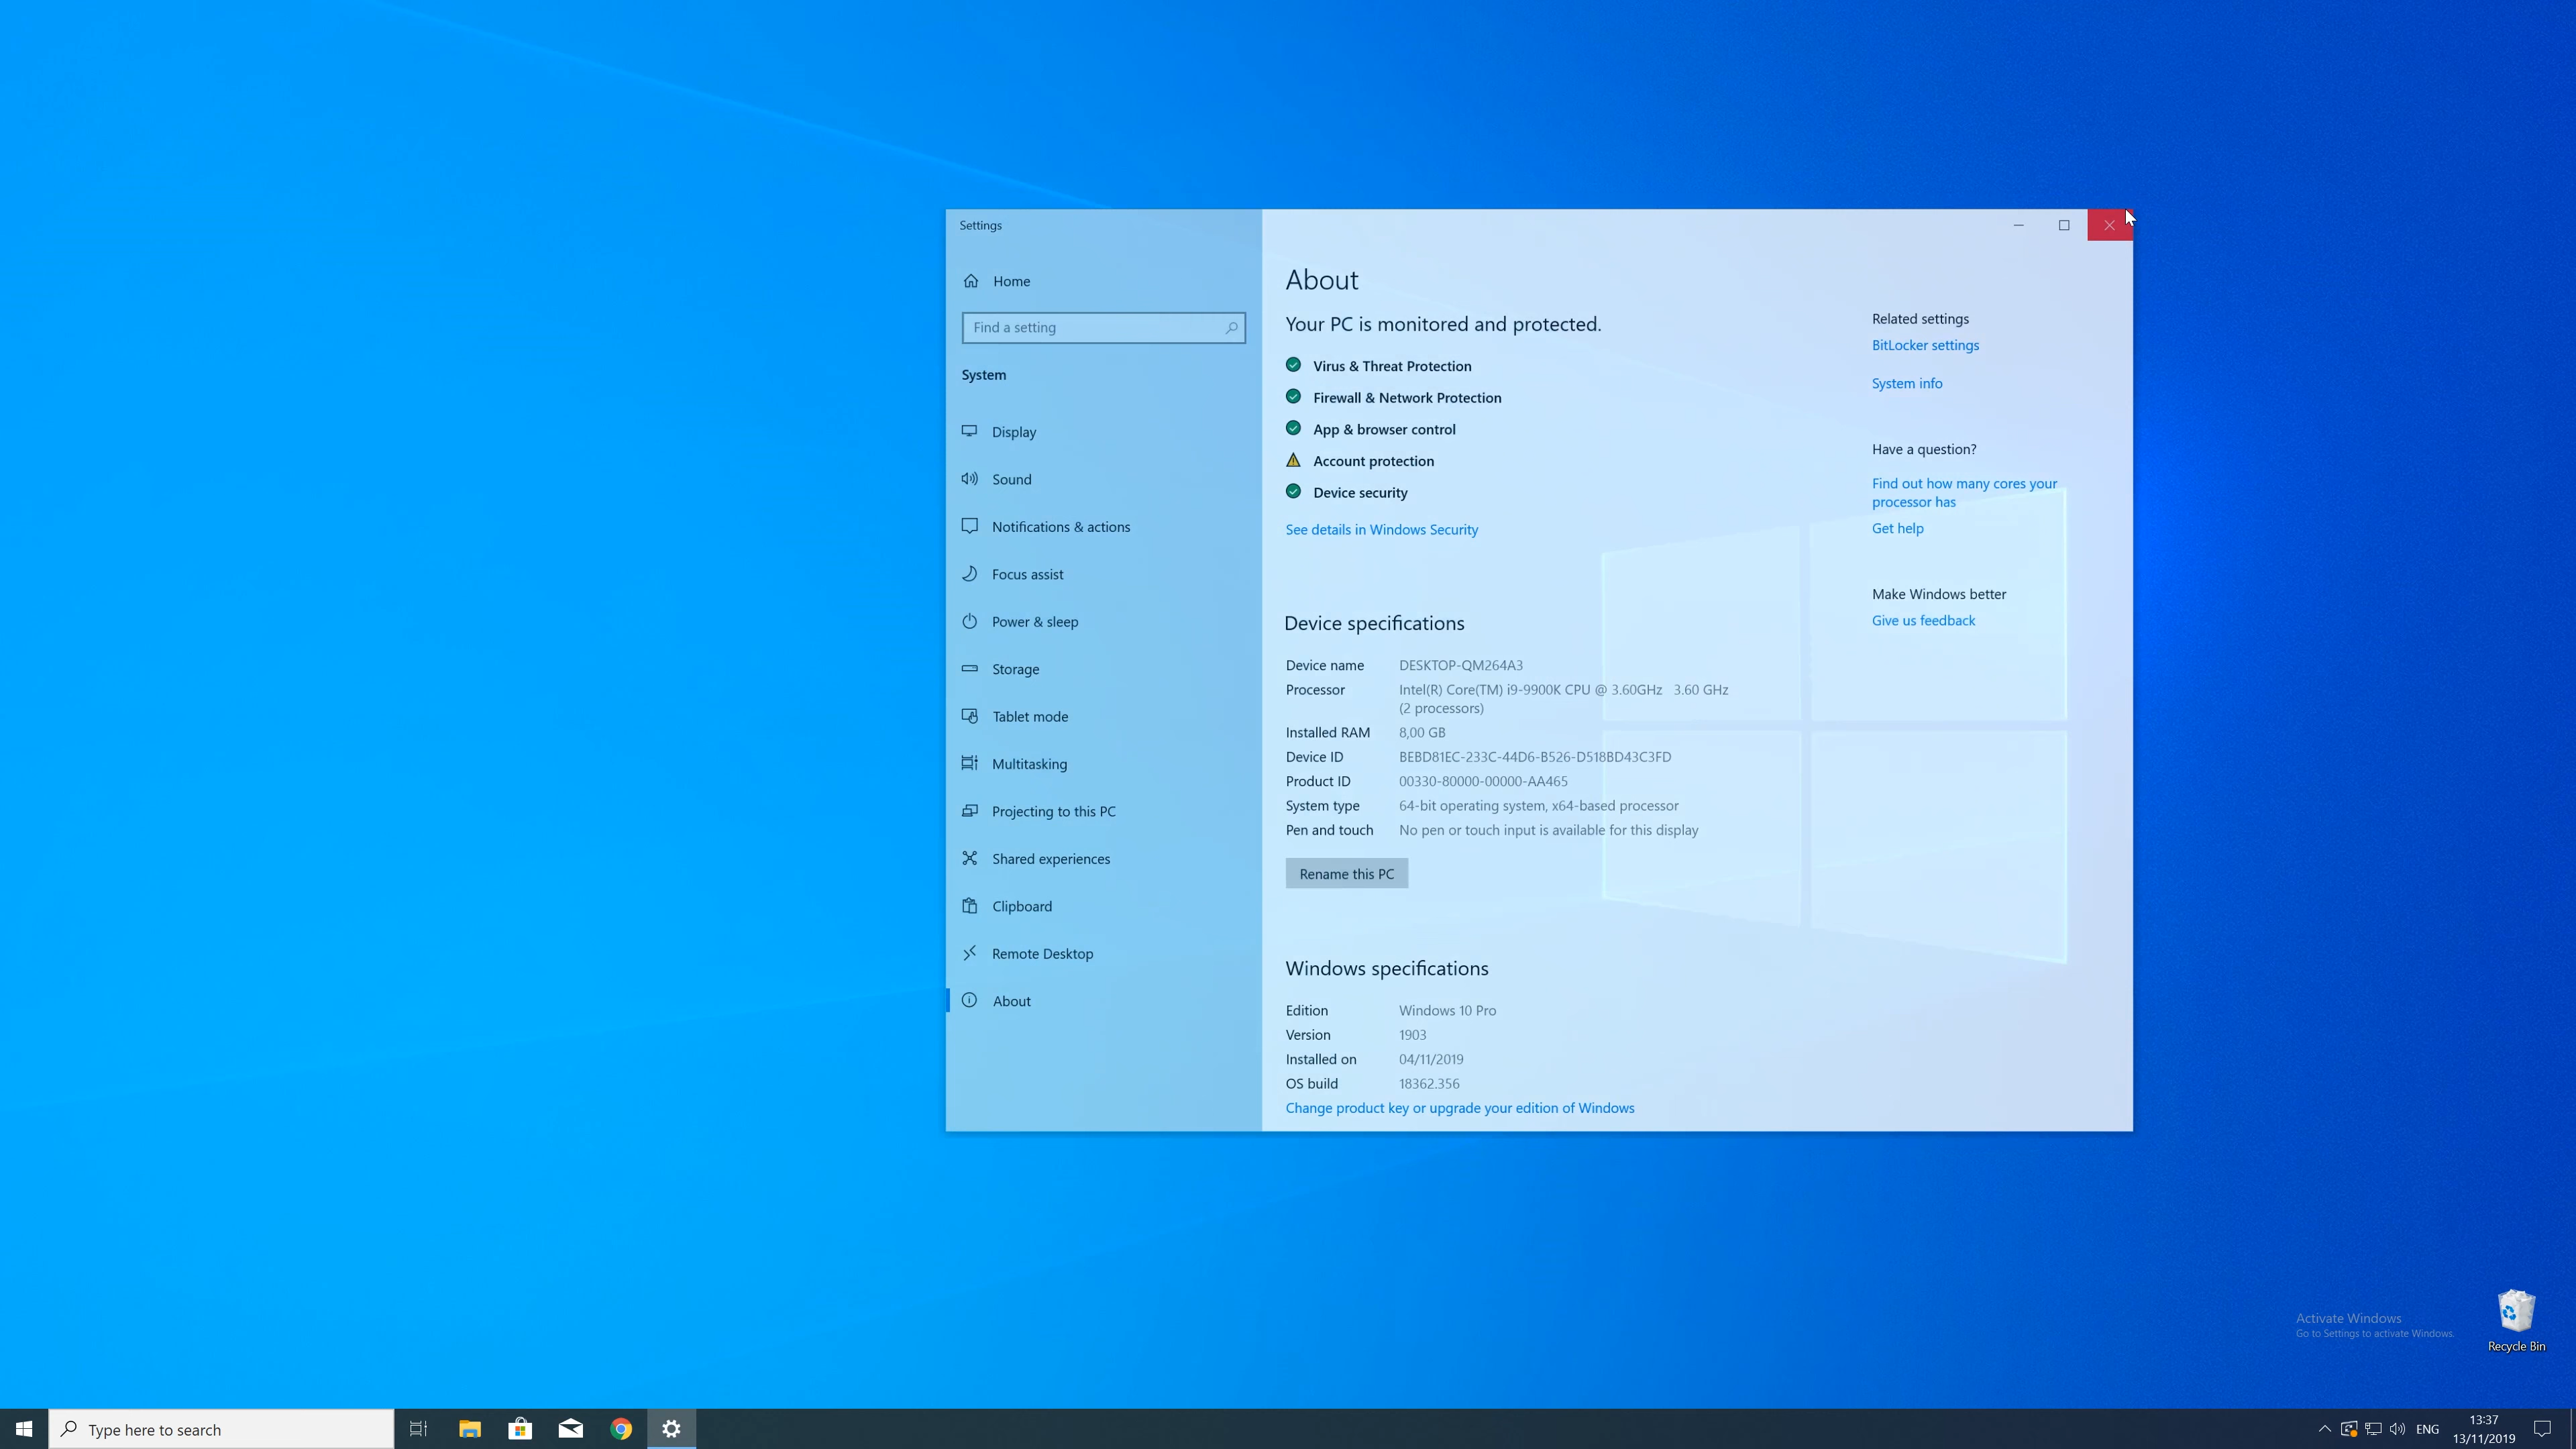 Settings
Home
Find a setting
System
Display
Sound
Notifications & actions
Focus assist
Power & sleep
Storage
Tablet mode
Multitasking
Projecting to this PC
Shared experiences
Clipboard
Remote Desktop
About
About
Your PC is monitored and protected.
Virus & Threat Protection
Firewall & Network Protection
App & browser control
Account protection
Device security
See details in Windows Security
Device specifications
Device name DESKTOP-QM264A3
Processor Intel(R) Core(TM) i9-9900K CPU @ 3.60GHz 3.60 GHz
(2 processors)
Installed RAM 8,00 GB
Device ID BEBD81EC-233C-44D6-B526-D518BD43C3FD
Product ID 00330-80000-00000-AA465
System type 64-bit operating system, x64-based processor
Pen and touch No pen or touch input is available for this display
Rename this PC
Windows specifications
Edition Windows 10 Pro
Version 1903
Installed on 04/11/2019
OS build 18362.356
Change product key or upgrade your edition of Windows
Related settings
BitLocker settings
System info
Have a question?
Find out how many cores your
processor has
Get help
Make Windows better
Give us feedback
Activate Windows
Go to Settings to activate Windows.
Recycle Bin
Type here to search
ENG
13:37
13/11/2019